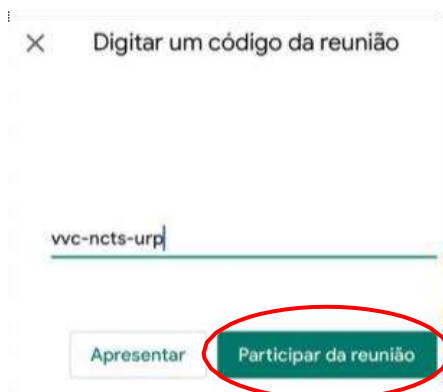 Digitar um código da reunião
vvc-ncts-urp
Apresentar Participar da reunião